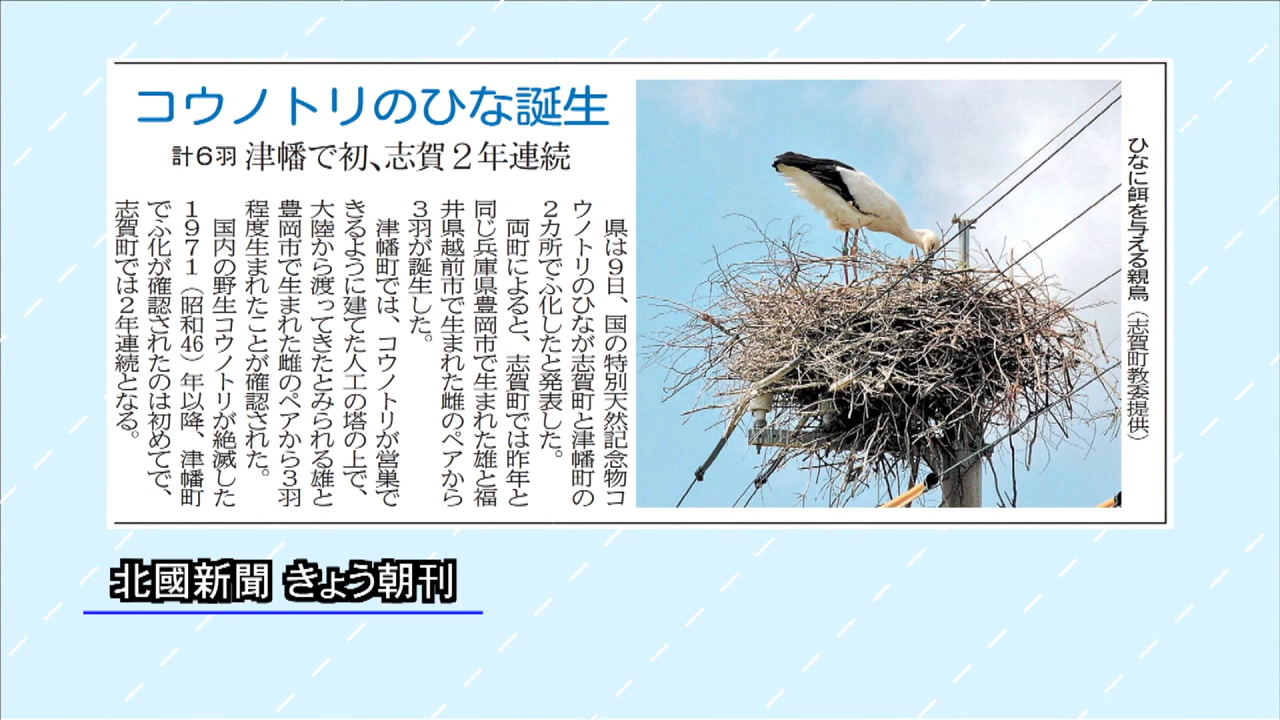 コウノトリのひな誕生
計6羽 津幡で初、志賀2年連続
県は9日、国の特別天然記念物コ
ウノトリのひなが志賀町と津幡町の
2カ所でふ化したと発表した。
両町によると、志賀町では昨年と
同じ兵庫県豊岡市で生まれた雄と福
井県越前市で生まれた雌のペアから
3羽が誕生した。
津幡町では、コウノトリが営巣で
きるように建てた人工の塔の上で、
大陸から渡ってきたとみられる雄と
豊岡市で生まれた雌のペアから3羽
程度生まれたことが確認された。
国内の野生コウノトリが絶滅した
1971(昭和46)年以降、津幡町
でふ化が確認されたのは初めてで、
志賀町では2年連続となる。
ひなに餌を与える親鳥(志賀町教委提供)
北國新聞 きょう朝刊